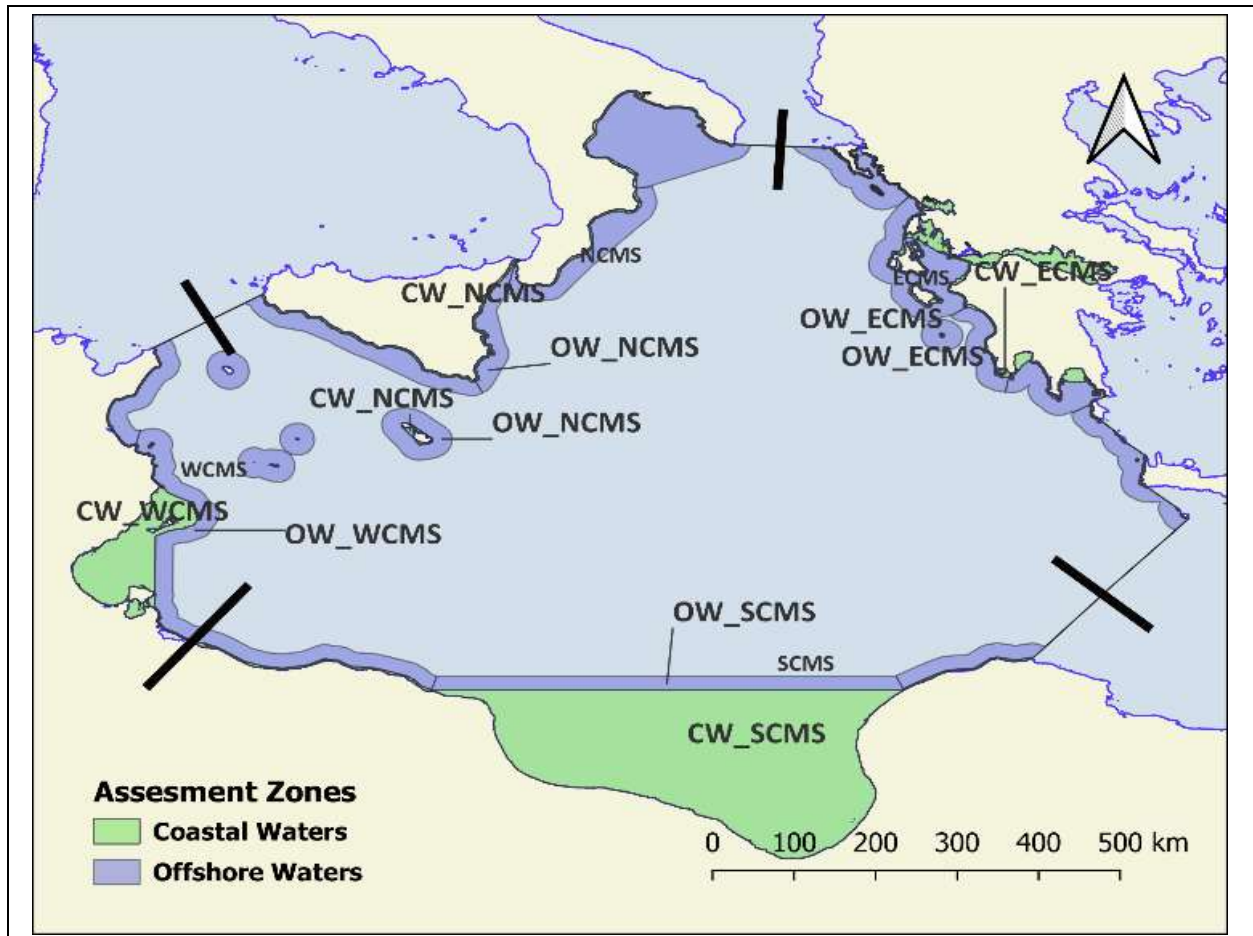 NCMS
CW_NCMS
ECMS
CW_ECMS
OW_ECMS
OW_NCMS
OW_ECMS
CW_NCMS
OW_NCMS
WCMS
CW_WCMS
OW_WCMS
OW_SCMS
SCMS
CW_SCMS
Assesment Zones
Coastal Waters
Offshore Waters
0 100 200 300 400 500 km